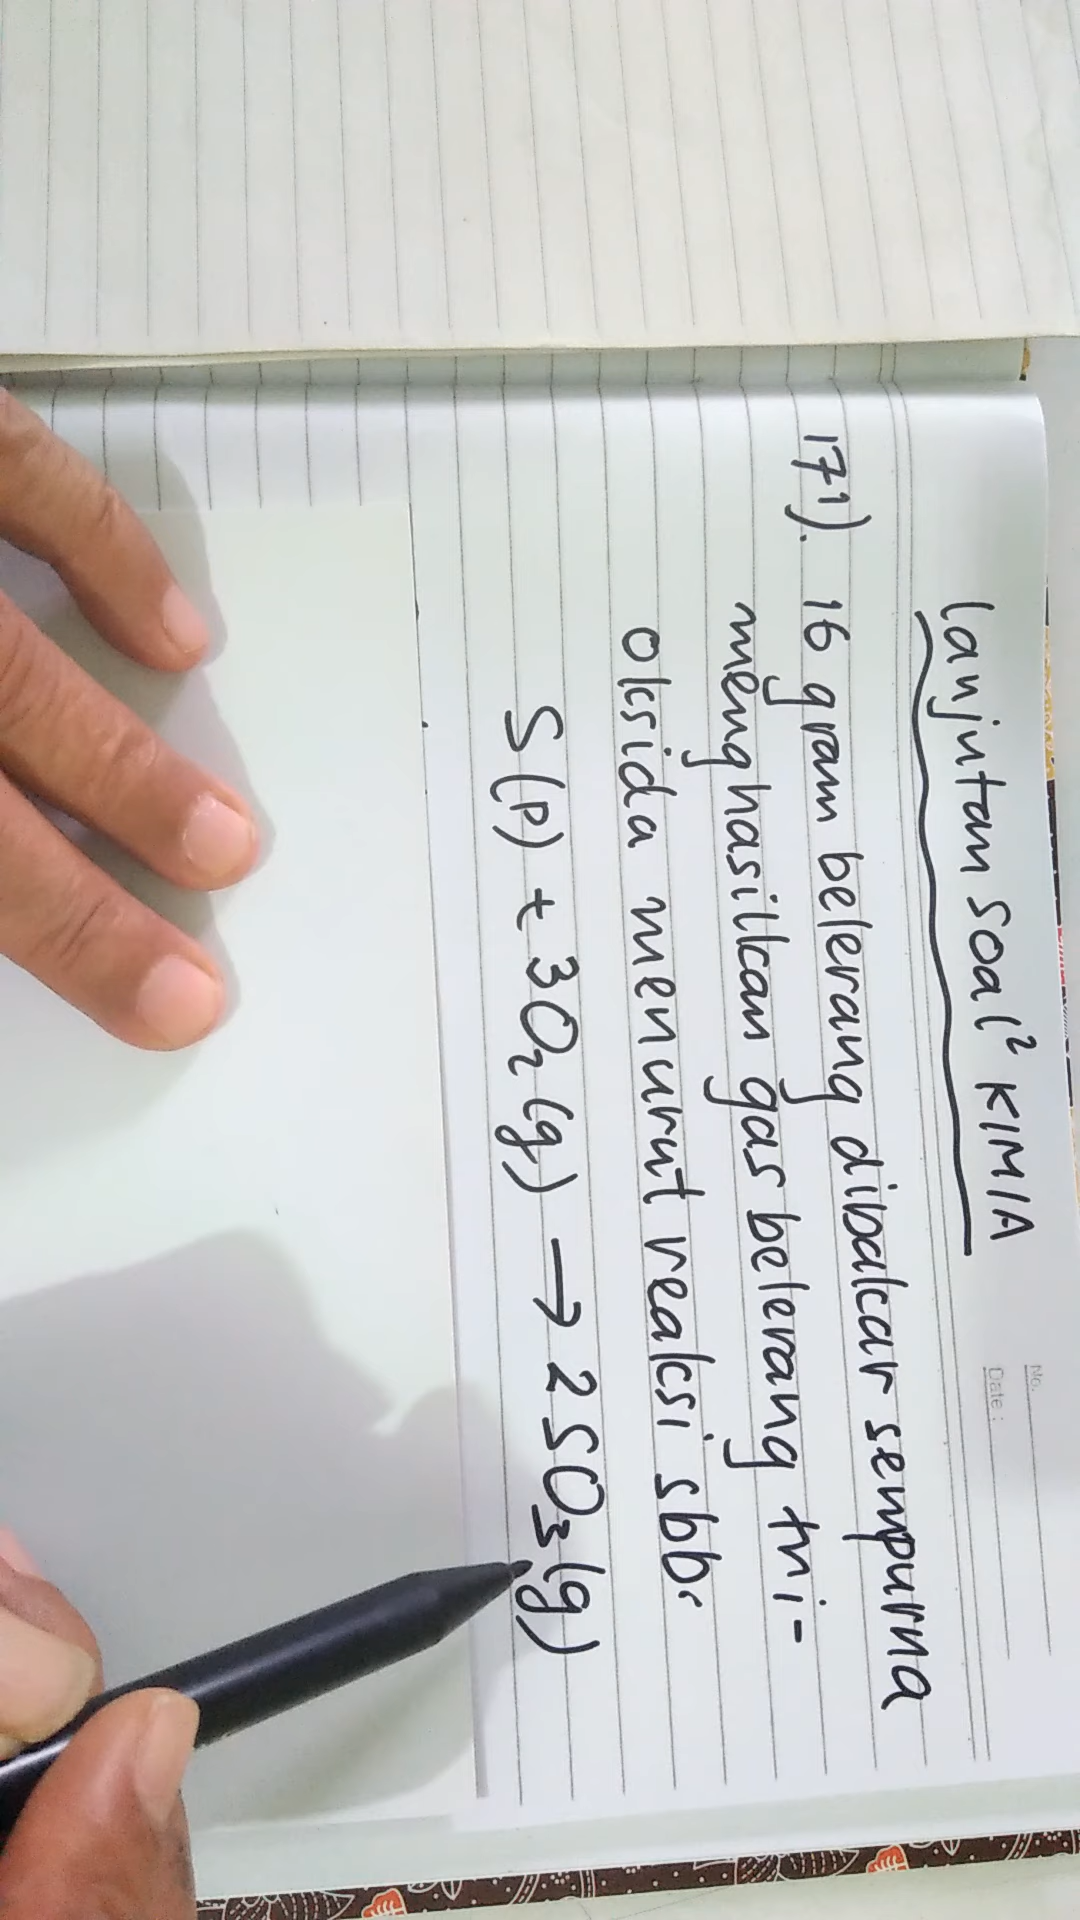 No.
Date :
lanjutan soal² KIMIA
171). 16 gram belerang dibakar sempurna
menghasilkan gas belerang tri-
oksida menurut reaksi sbb:
S(p) + 3O₂(g) → 2 SO₃(g)